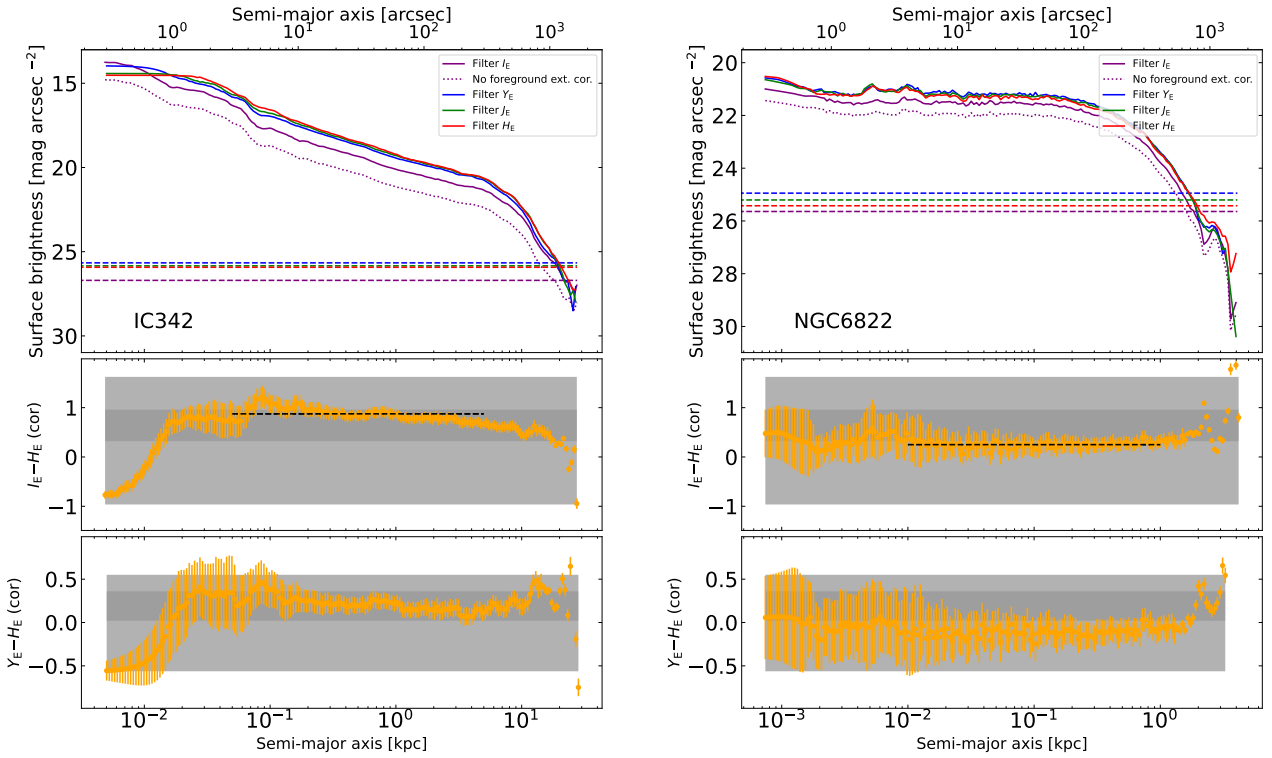 Semi-major axis [arcsec]
10⁰ 10¹ 10² 10³
Surface brightness [mag arcsec⁻²]
15
20
25
30
Filter I_E
No foreground ext. cor.
Filter Y_E
Filter J_E
Filter H_E
IC342
I_E−H_E (cor)
1
0
−1
Y_E−H_E (cor)
0.5
0.0
−0.5
10⁻² 10⁻¹ 10⁰ 10¹
Semi-major axis [kpc]
Semi-major axis [arcsec]
10⁰ 10¹ 10² 10³
Surface brightness [mag arcsec⁻²]
20
22
24
26
28
30
Filter I_E
No foreground ext. cor.
Filter Y_E
Filter J_E
Filter H_E
NGC6822
I_E−H_E (cor)
1
0
−1
Y_E−H_E (cor)
0.5
0.0
−0.5
10⁻³ 10⁻² 10⁻¹ 10⁰
Semi-major axis [kpc]